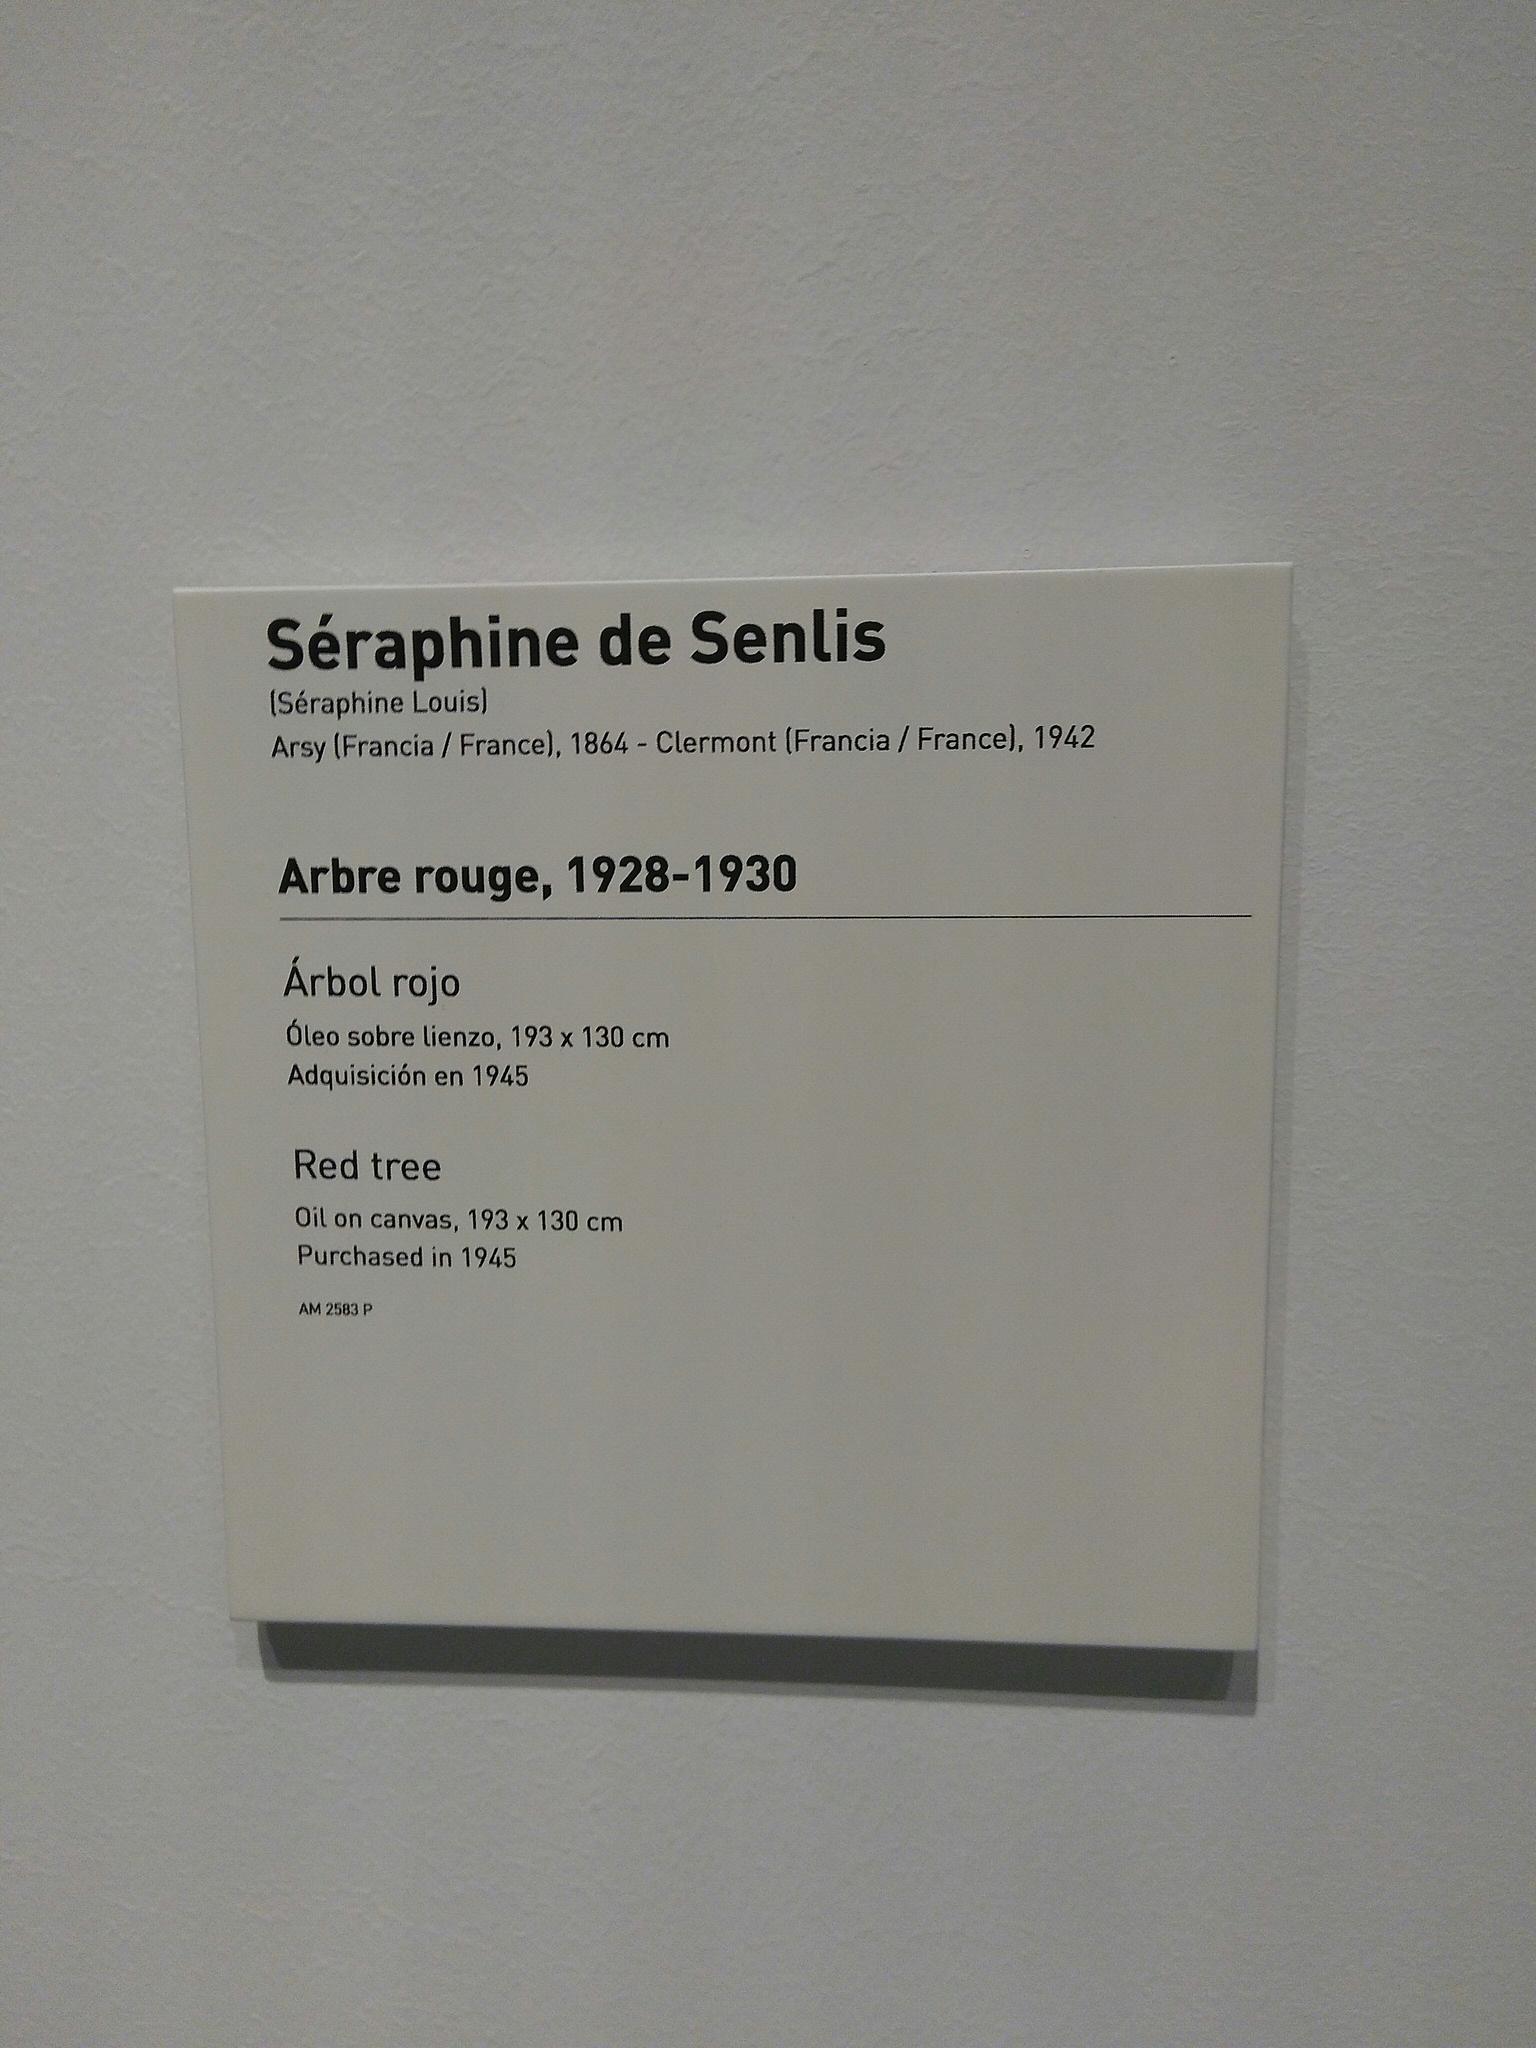 Séraphine de Senlis
(Séraphine Louis)
Arsy (Francia / France), 1864 - Clermont (Francia / France), 1942
Arbre rouge, 1928-1930
Árbol rojo
Óleo sobre lienzo, 193 x 130 cm
Adquisición en 1945
Red tree
Oil on canvas, 193 x 130 cm
Purchased in 1945
AM 2583 P